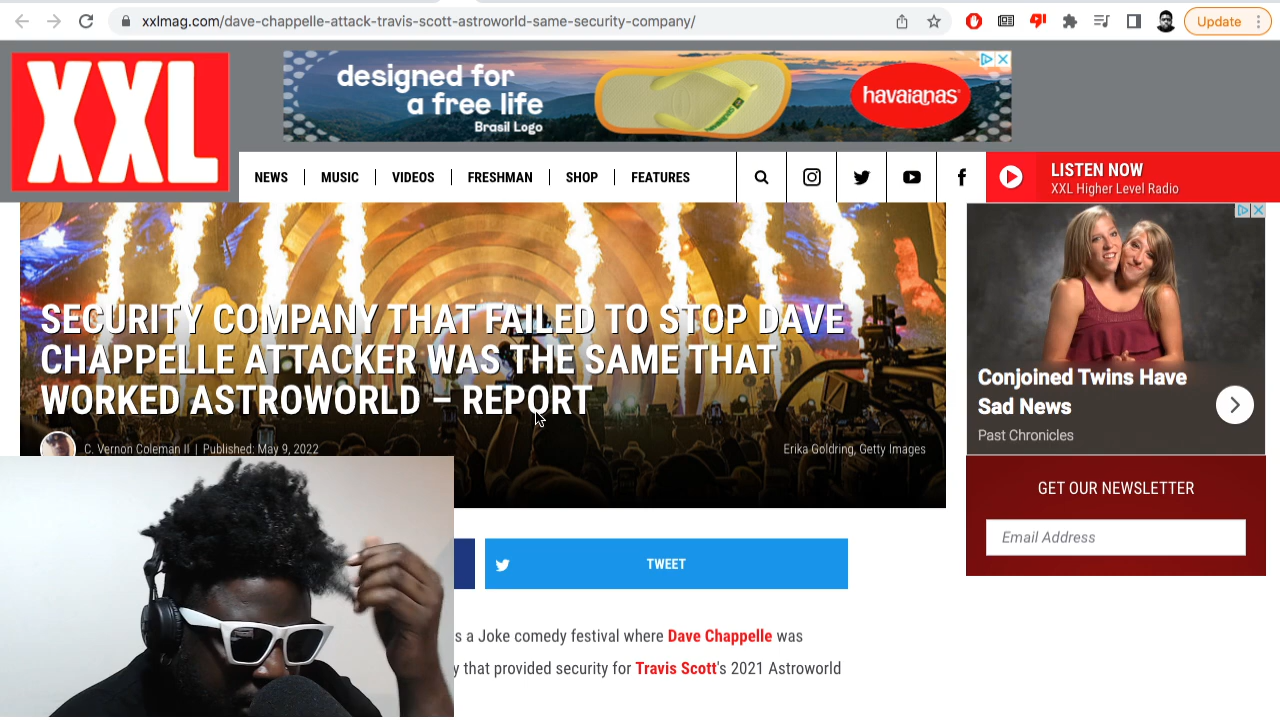 xxlmag.com/dave-chappelle-attack-travis-scott-astroworld-same-security-company/
Update
XXL
designed for
a free life
Brasil Logo
havaianas
NEWS
MUSIC
VIDEOS
FRESHMAN
SHOP
FEATURES
LISTEN NOW
XXL Higher Level Radio
SECURITY COMPANY THAT FAILED TO STOP DAVE
CHAPPELLE ATTACKER WAS THE SAME THAT
WORKED ASTROWORLD – REPORT
C. Vernon Coleman II | Published: May 9, 2022
Erika Goldring, Getty Images
Conjoined Twins Have
Sad News
Past Chronicles
GET OUR NEWSLETTER
Email Address
TWEET
s a Joke comedy festival where Dave Chappelle was
y that provided security for Travis Scott's 2021 Astroworld